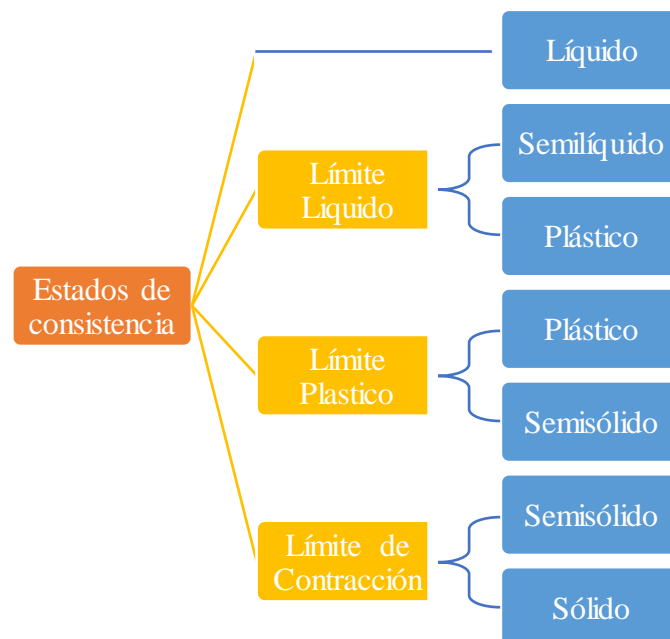 Líquido
Semilíquido
Límite
Liquido
Plástico
Estados de
consistencia
Plástico
Límite
Plastico
Semisólido
Semisólido
Límite de
Contracción
Sólido